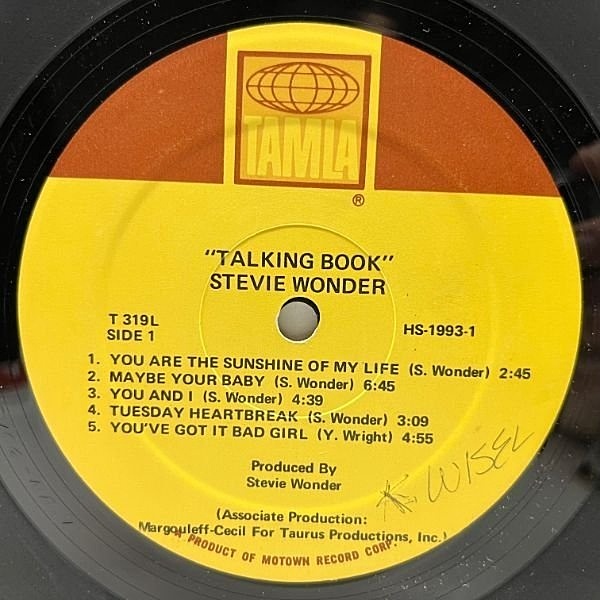 TAMLA
®
"TALKING BOOK"
STEVIE WONDER
T 319L
SIDE 1
HS-1993-1
1. YOU ARE THE SUNSHINE OF MY LIFE (S. Wonder) 2:45
2. MAYBE YOUR BABY (S. Wonder) 6:45
3. YOU AND I (S. Wonder) 4:39
4. TUESDAY HEARTBREAK (S. Wonder) 3:09
5. YOU'VE GOT IT BAD GIRL (Y. Wright) 4:55
Produced By
Stevie Wonder
(Associate Production:
Margouleff-Cecil For Taurus Productions, Inc.)
A PRODUCT OF MOTOWN RECORD CORP.